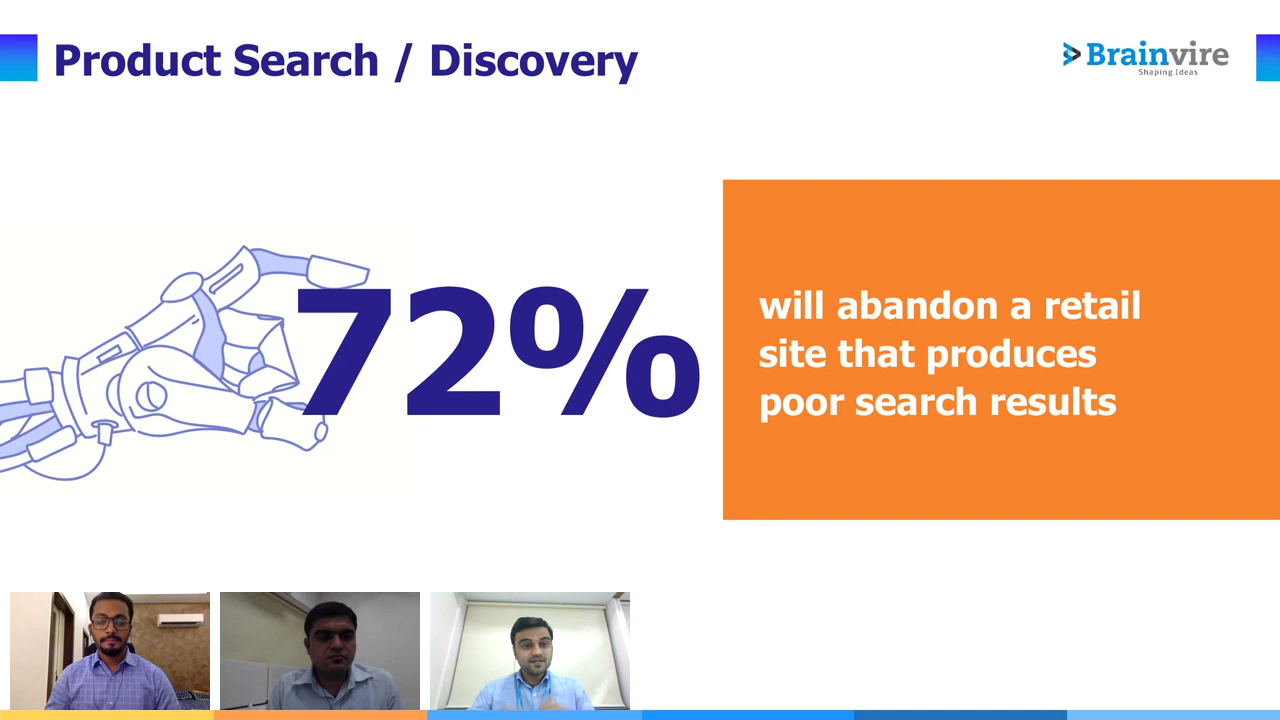 Product Search / Discovery
Brainvire
Shaping Ideas
72%
will abandon a retail
site that produces
poor search results